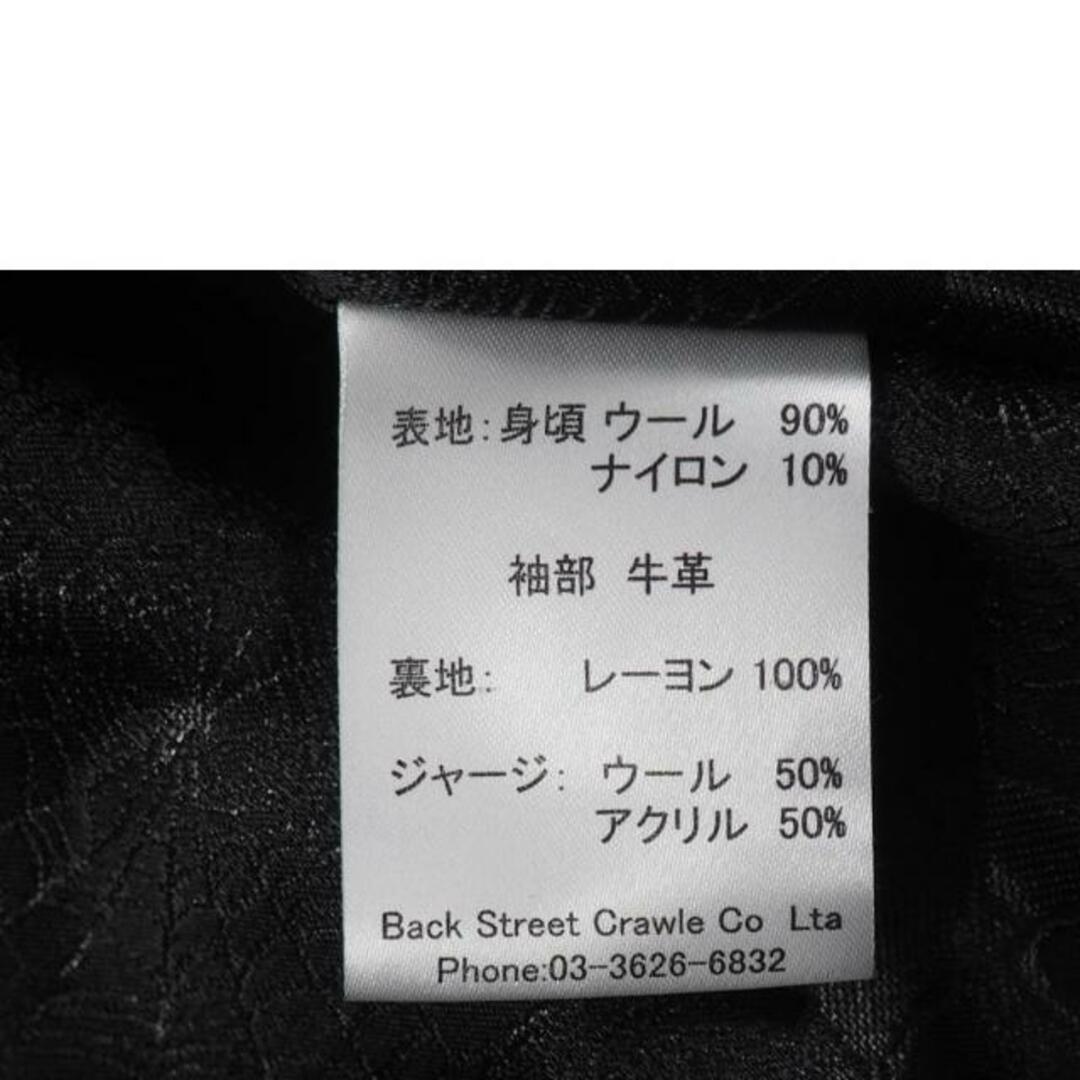 表地:身頃 ウール 90%
ナイロン 10%
袖部 牛革
裏地: レーヨン 100%
ジャージ: ウール 50%
アクリル 50%
Back Street Crawle Co Lta
Phone:03-3626-6832